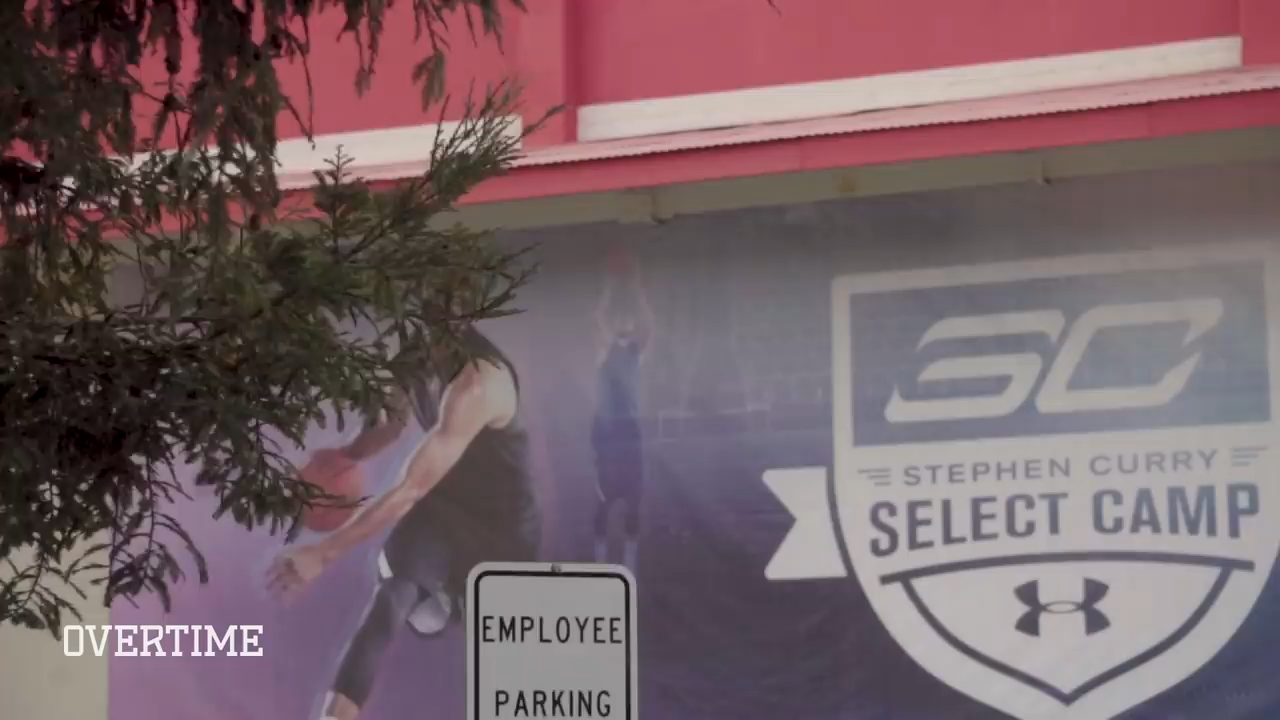 SC
STEPHEN CURRY
SELECT CAMP
EMPLOYEE
PARKING
OVERTIME